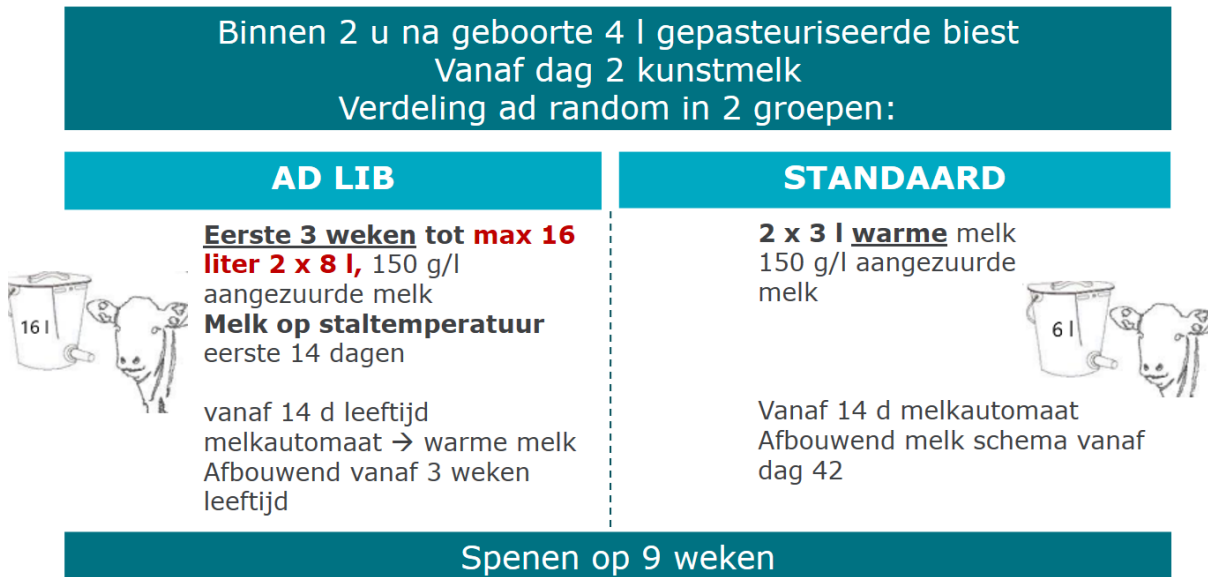 Binnen 2 u na geboorte 4 l gepasteuriseerde biest
Vanaf dag 2 kunstmelk
Verdeling ad random in 2 groepen:
AD LIB
Eerste 3 weken tot max 16
liter 2 x 8 l, 150 g/l
aangezuurde melk
Melk op staltemperatuur
eerste 14 dagen
16 l
vanaf 14 d leeftijd
melkautomaat → warme melk
Afbouwend vanaf 3 weken
leeftijd
STANDAARD
2 x 3 l warme melk
150 g/l aangezuurde
melk
6 l
Vanaf 14 d melkautomaat
Afbouwend melk schema vanaf
dag 42
Spenen op 9 weken